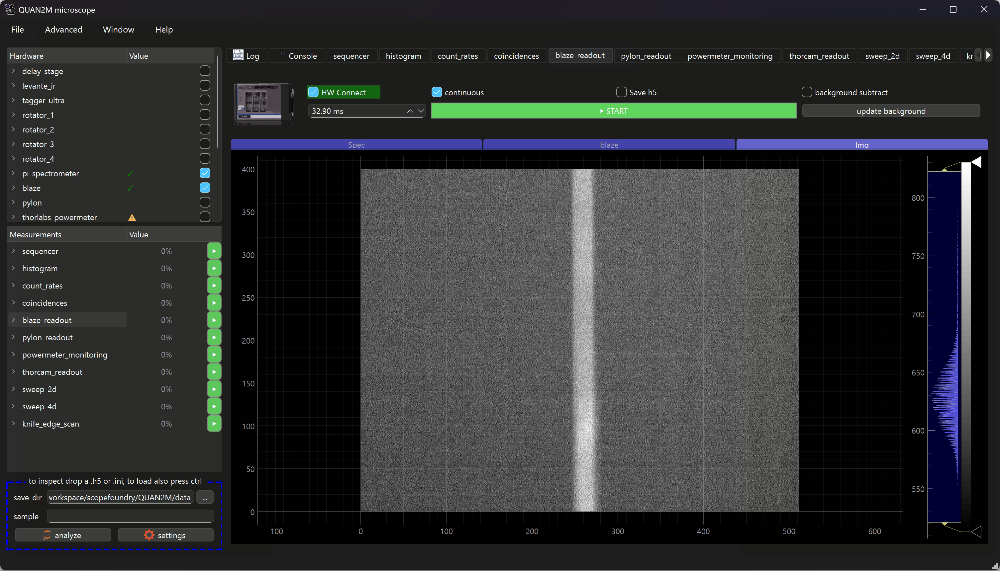 QUAN2M microscope
File Advanced Window Help
Hardware Value
delay_stage
levante_ir
tagger_ultra
rotator_1
rotator_2
rotator_3
rotator_4
pi_spectrometer
blaze
pylon
thorlabs_powermeter
Measurements Value
sequencer 0%
histogram 0%
count_rates 0%
coincidences 0%
blaze_readout 0%
pylon_readout 0%
powermeter_monitoring 0%
thorcam_readout 0%
sweep_2d 0%
sweep_4d 0%
knife_edge_scan 0%
to inspect drop a .h5 or .ini, to load also press ctrl
save_dir vorkspace/scopefoundry/QUAN2M/data ...
sample
analyze settings
LOG Log Console sequencer histogram count_rates coincidences blaze_readout pylon_readout powermeter_monitoring thorcam_readout sweep_2d sweep_4d kr
HW Connect continuous Save h5 background subtract
32.90 ms START update background
Spec blaze Img
400
350
300
250
200
150
100
50
0
-100 0 100 200 300 400 500 600
800
750
700
650
600
550